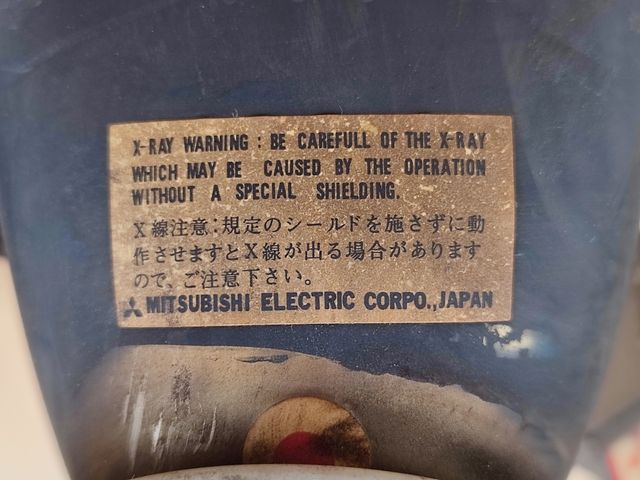 X-RAY WARNING : BE CAREFULL OF THE X-RAY
WHICH MAY BE CAUSED BY THE OPERATION
WITHOUT A SPECIAL SHIELDING.
X線注意:規定のシールドを施さずに動
作させますとX線が出る場合があります
ので、ご注意下さい。
MITSUBISHI ELECTRIC CORPO.,JAPAN